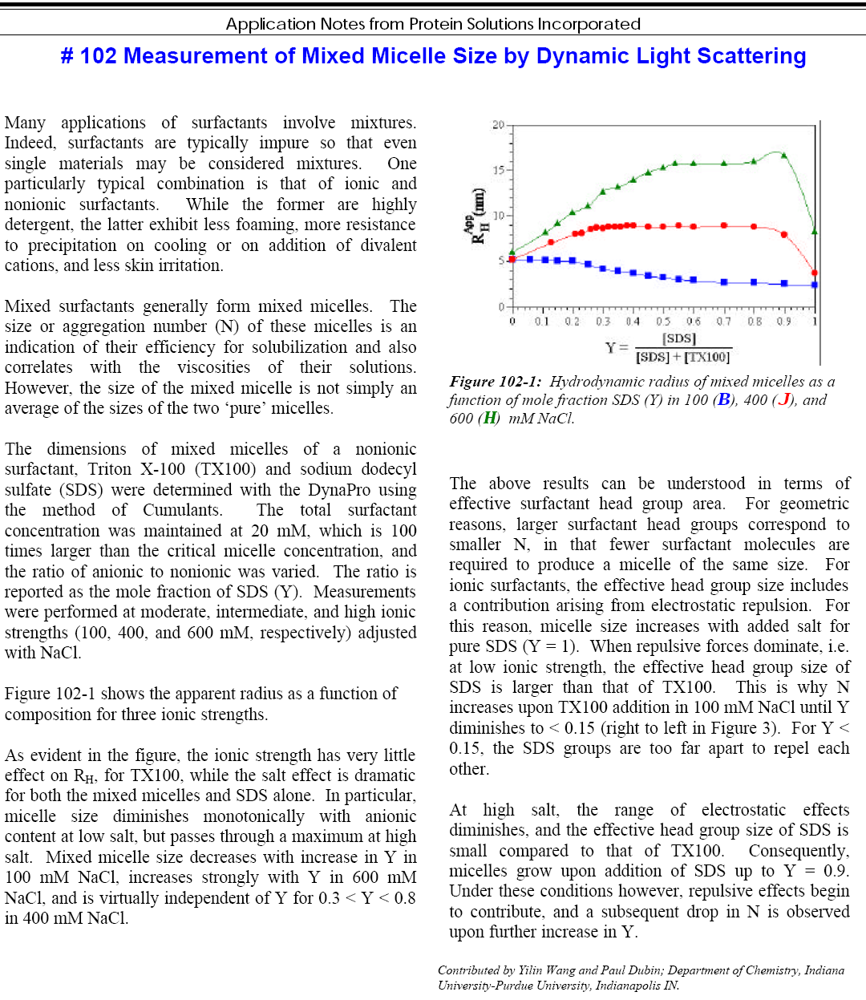 Application Notes from Protein Solutions Incorporated
# 102 Measurement of Mixed Micelle Size by Dynamic Light Scattering
Many applications of surfactants involve mixtures.
Indeed, surfactants are typically impure so that even
single materials may be considered mixtures. One
particularly typical combination is that of ionic and
nonionic surfactants. While the former are highly
detergent, the latter exhibit less foaming, more resistance
to precipitation on cooling or on addition of divalent
cations, and less skin irritation.
Mixed surfactants generally form mixed micelles. The
size or aggregation number (N) of these micelles is an
indication of their efficiency for solubilization and also
correlates with the viscosities of their solutions.
However, the size of the mixed micelle is not simply an
average of the sizes of the two ‘pure’ micelles.
The dimensions of mixed micelles of a nonionic
surfactant, Triton X-100 (TX100) and sodium dodecyl
sulfate (SDS) were determined with the DynaPro using
the method of Cumulants. The total surfactant
concentration was maintained at 20 mM, which is 100
times larger than the critical micelle concentration, and
the ratio of anionic to nonionic was varied. The ratio is
reported as the mole fraction of SDS (Y). Measurements
were performed at moderate, intermediate, and high ionic
strengths (100, 400, and 600 mM, respectively) adjusted
with NaCl.
Figure 102-1 shows the apparent radius as a function of
composition for three ionic strengths.
As evident in the figure, the ionic strength has very little
effect on RH, for TX100, while the salt effect is dramatic
for both the mixed micelles and SDS alone. In particular,
micelle size diminishes monotonically with anionic
content at low salt, but passes through a maximum at high
salt. Mixed micelle size decreases with increase in Y in
100 mM NaCl, increases strongly with Y in 600 mM
NaCl, and is virtually independent of Y for 0.3 < Y < 0.8
in 400 mM NaCl.
20
15
10
5
0
RH App (nm)
0 0.1 0.2 0.3 0.4 0.5 0.6 0.7 0.8 0.9 1
Y = [SDS]
[SDS] + [TX100]
Figure 102-1: Hydrodynamic radius of mixed micelles as a
function of mole fraction SDS (Y) in 100 (B), 400 (J), and
600 (H) mM NaCl.
The above results can be understood in terms of
effective surfactant head group area. For geometric
reasons, larger surfactant head groups correspond to
smaller N, in that fewer surfactant molecules are
required to produce a micelle of the same size. For
ionic surfactants, the effective head group size includes
a contribution arising from electrostatic repulsion. For
this reason, micelle size increases with added salt for
pure SDS (Y = 1). When repulsive forces dominate, i.e.
at low ionic strength, the effective head group size of
SDS is larger than that of TX100. This is why N
increases upon TX100 addition in 100 mM NaCl until Y
diminishes to < 0.15 (right to left in Figure 3). For Y <
0.15, the SDS groups are too far apart to repel each
other.
At high salt, the range of electrostatic effects
diminishes, and the effective head group size of SDS is
small compared to that of TX100. Consequently,
micelles grow upon addition of SDS up to Y = 0.9.
Under these conditions however, repulsive effects begin
to contribute, and a subsequent drop in N is observed
upon further increase in Y.
Contributed by Yilin Wang and Paul Dubin; Department of Chemistry, Indiana
University-Purdue University, Indianapolis IN.